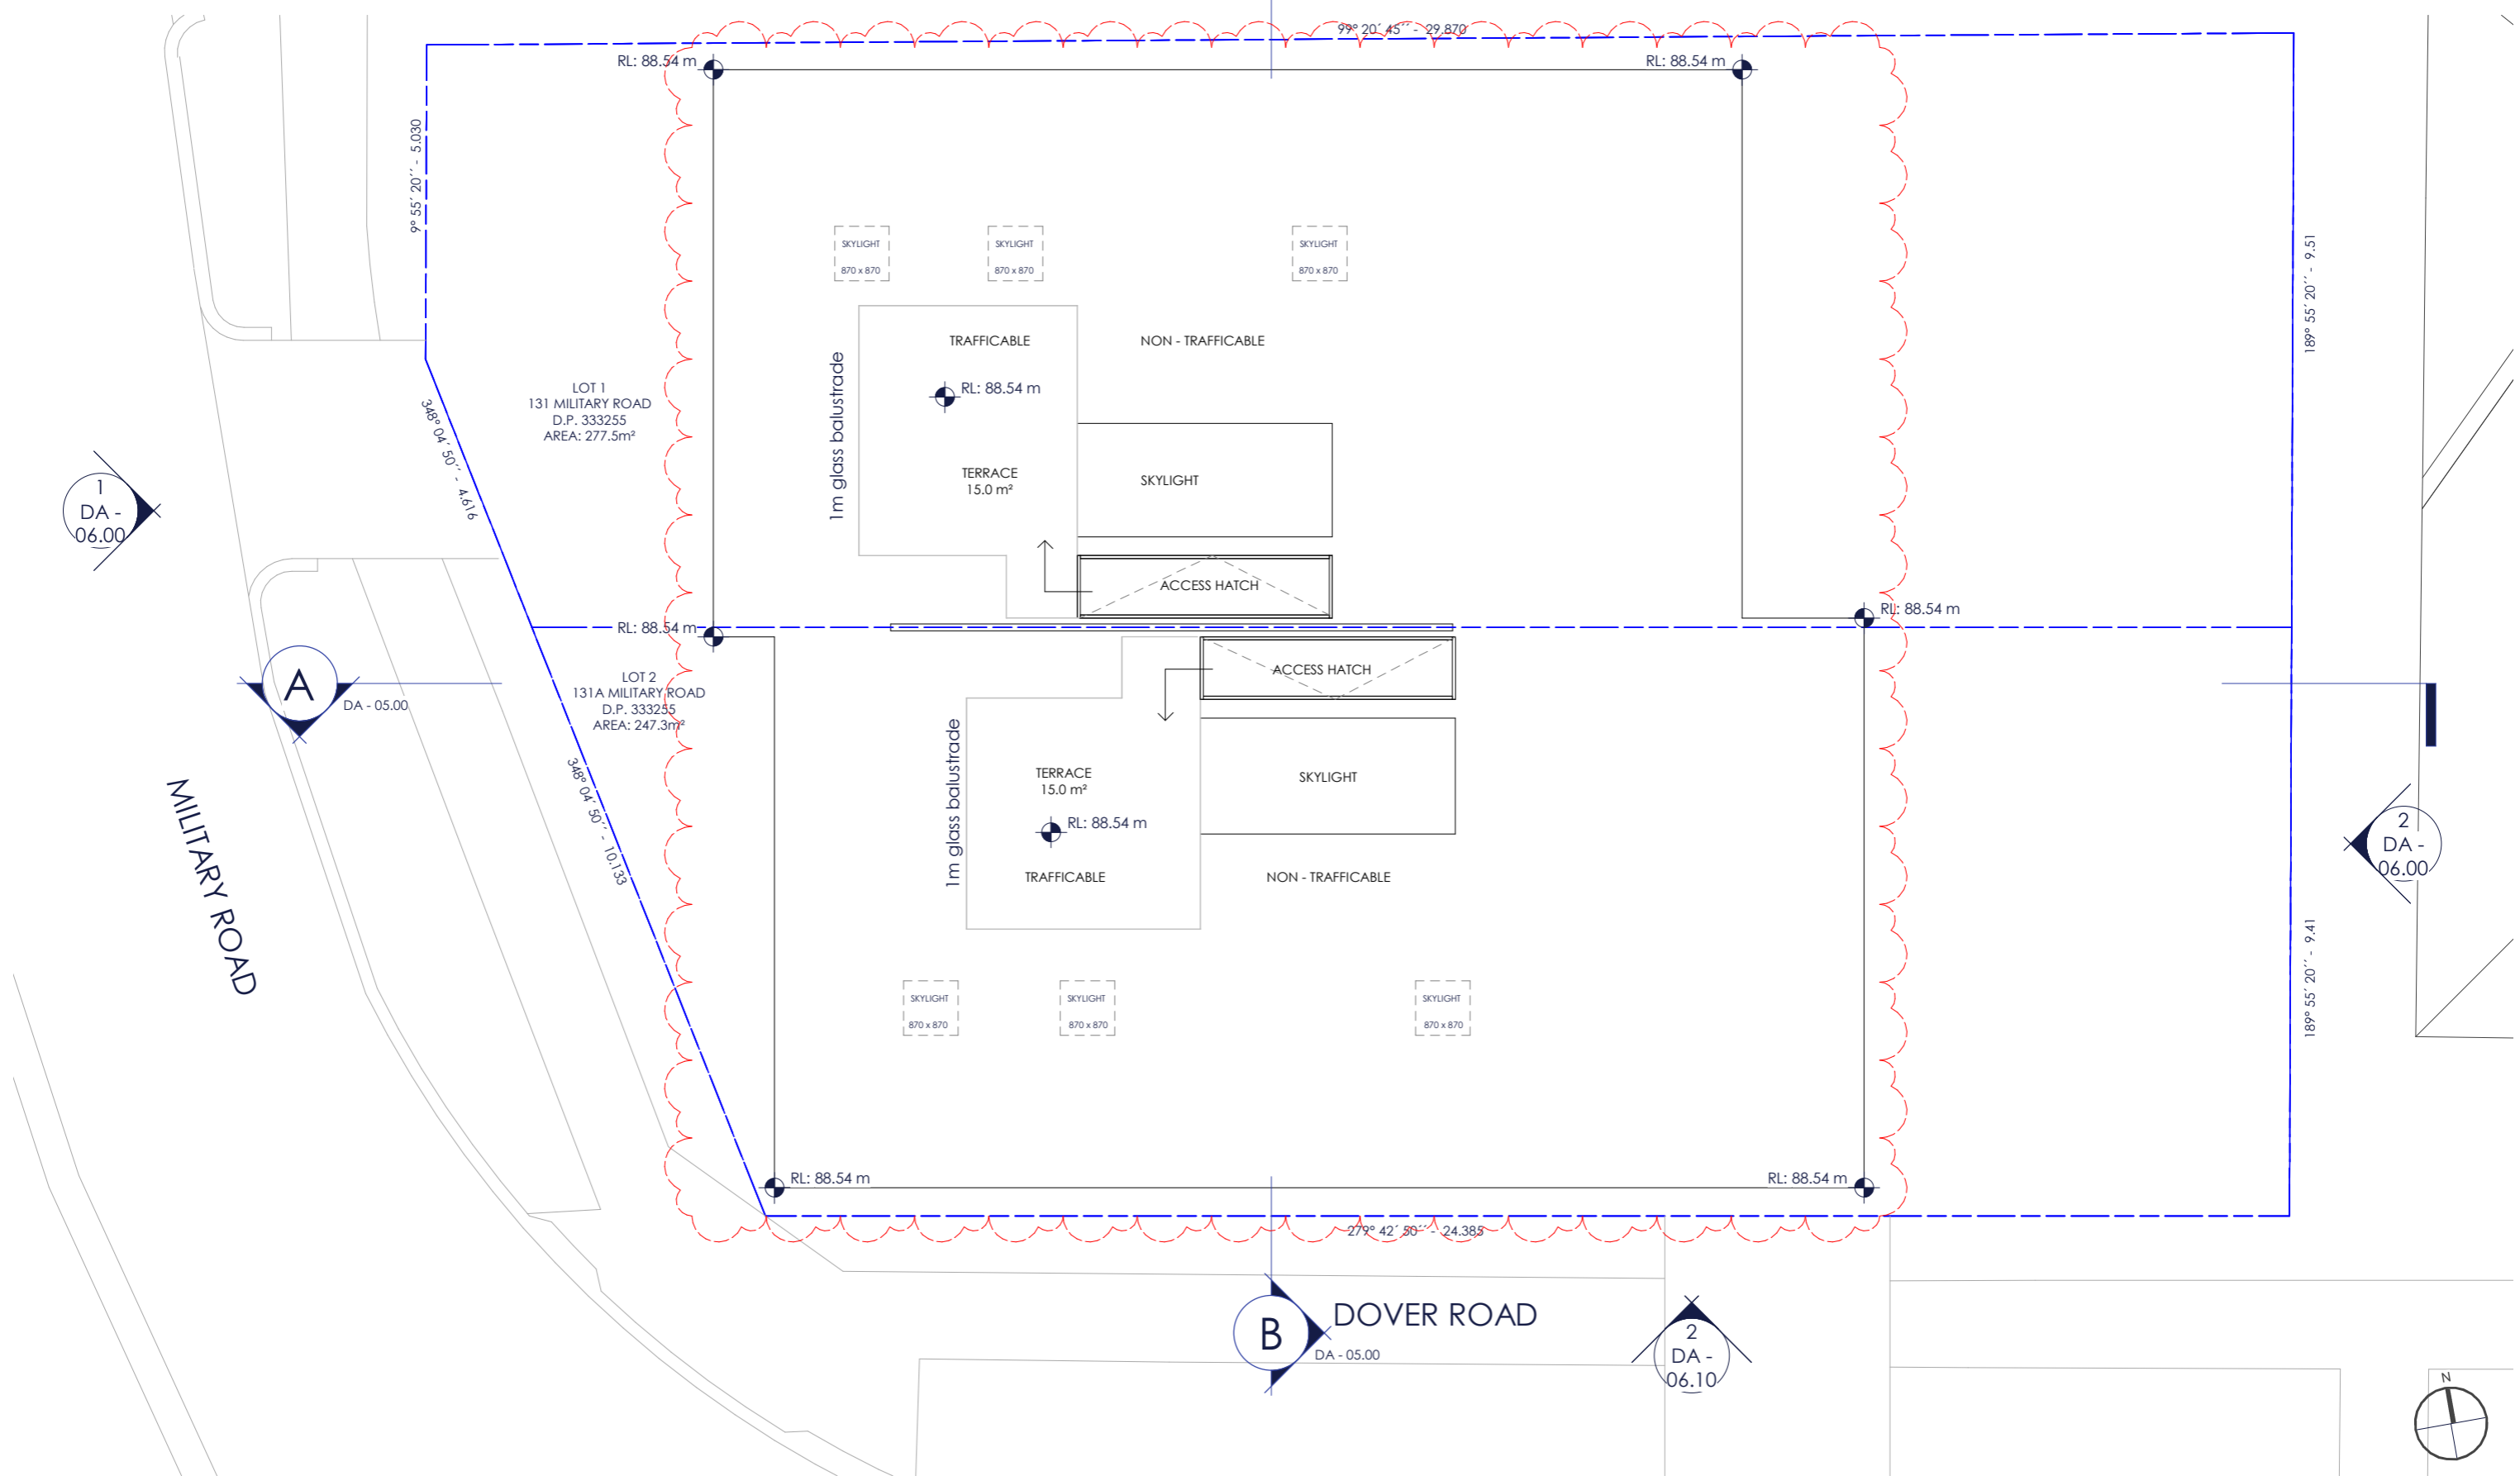 99° 20´ 45´´ - 29.870
RL: 88.54 m
RL: 88.54 m
9° 55´ 20´´ - 5.030
SKYLIGHT
870 x 870
SKYLIGHT
870 x 870
SKYLIGHT
870 x 870
189° 55´ 20´´ - 9.51
TRAFFICABLE
NON - TRAFFICABLE
1m glass balustrade
RL: 88.54 m
LOT 1
131 MILITARY ROAD
D.P. 333255
AREA: 277.5m²
348° 04´ 50´´ - 4.616
TERRACE
15.0 m²
SKYLIGHT
1
DA -
06.00
ACCESS HATCH
RL: 88.54 m
RL: 88.54 m
LOT 2
131A MILITARY ROAD
D.P. 333255
AREA: 247.3m²
A
DA - 05.00
ACCESS HATCH
1m glass balustrade
TERRACE
15.0 m²
SKYLIGHT
RL: 88.54 m
TRAFFICABLE
NON - TRAFFICABLE
348° 04´ 50´´ - 10.133
MILITARY ROAD
2
DA -
06.00
189° 55´ 20´´ - 9.41
SKYLIGHT
870 x 870
SKYLIGHT
870 x 870
SKYLIGHT
870 x 870
RL: 88.54 m
RL: 88.54 m
279° 42´ 50´´ - 24.385
B
DOVER ROAD
DA - 05.00
2
DA -
06.10
N